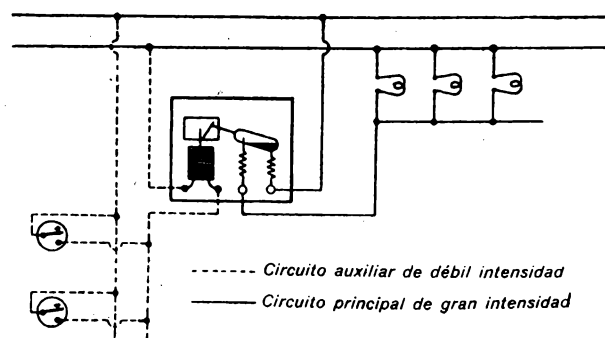 Circuito auxiliar de débil intensidad
Circuito principal de gran intensidad